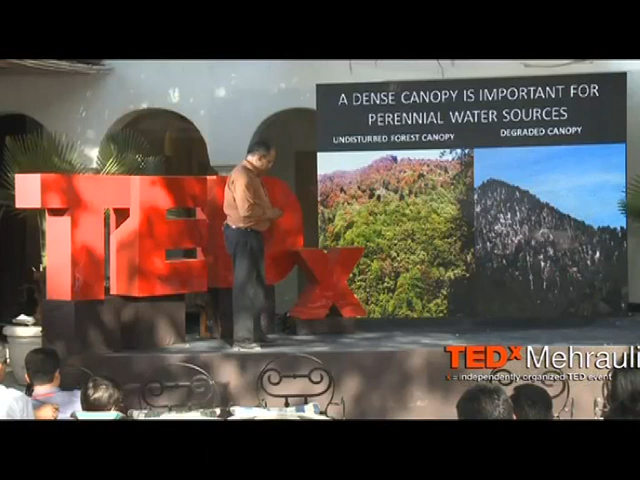 A DENSE CANOPY IS IMPORTANT FOR
PERENNIAL WATER SOURCES
UNDISTURBED FOREST CANOPY
DEGRADED CANOPY
TEDx
TEDx Mehrauli
x = independently organized TED event